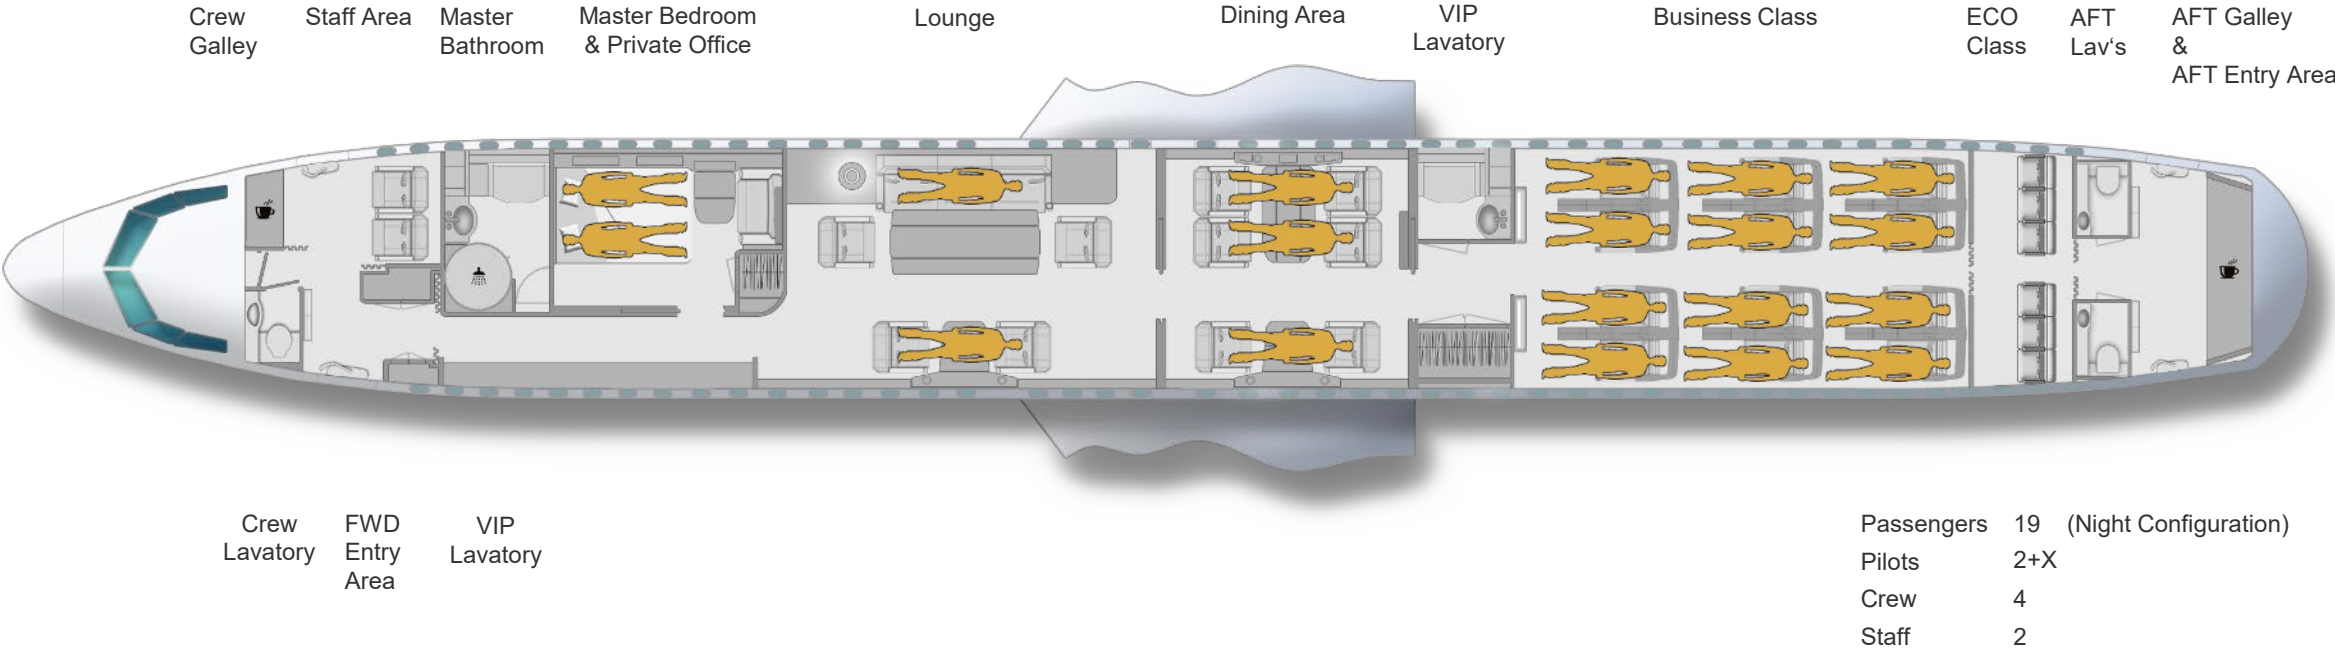 Crew
Galley
Staff Area
Master
Bathroom
Master Bedroom
& Private Office
Lounge
Dining Area
VIP
Lavatory
Business Class
ECO
Class
AFT
Lav‘s
AFT Galley
&
AFT Entry Area
Crew
Lavatory
FWD
Entry
Area
VIP
Lavatory
Passengers 19 (Night Configuration)
Pilots 2+X
Crew 4
Staff 2